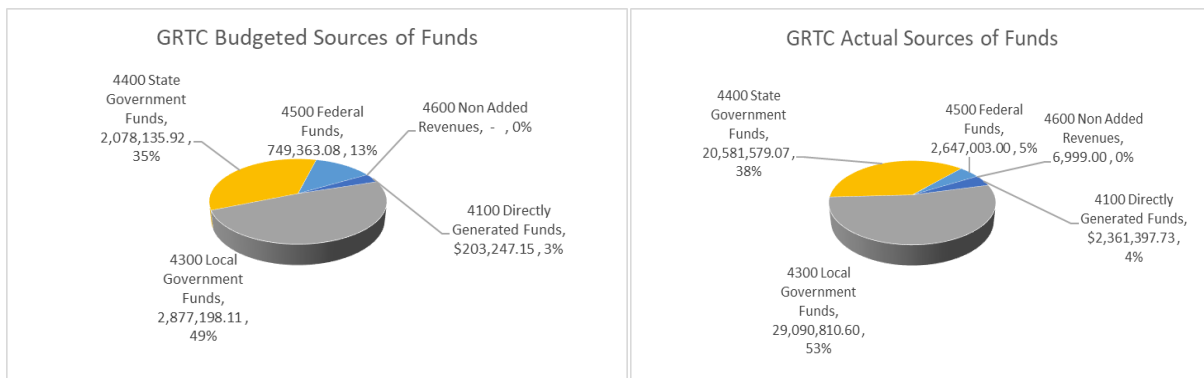 GRTC Budgeted Sources of Funds
4400 State
Government
Funds,
2,078,135.92 ,
35%
4500 Federal
Funds,
749,363.08 , 13%
4600 Non Added
Revenues,  -  , 0%
4100 Directly
Generated Funds,
$203,247.15 , 3%
4300 Local
Government
Funds,
2,877,198.11 ,
49%
GRTC Actual Sources of Funds
4400 State
Government
Funds,
20,581,579.07 ,
38%
4500 Federal
Funds,
2,647,003.00 , 5%
4600 Non Added
Revenues,
6,999.00 , 0%
4100 Directly
Generated Funds,
$2,361,397.73 ,
4%
4300 Local
Government
Funds,
29,090,810.60 ,
53%